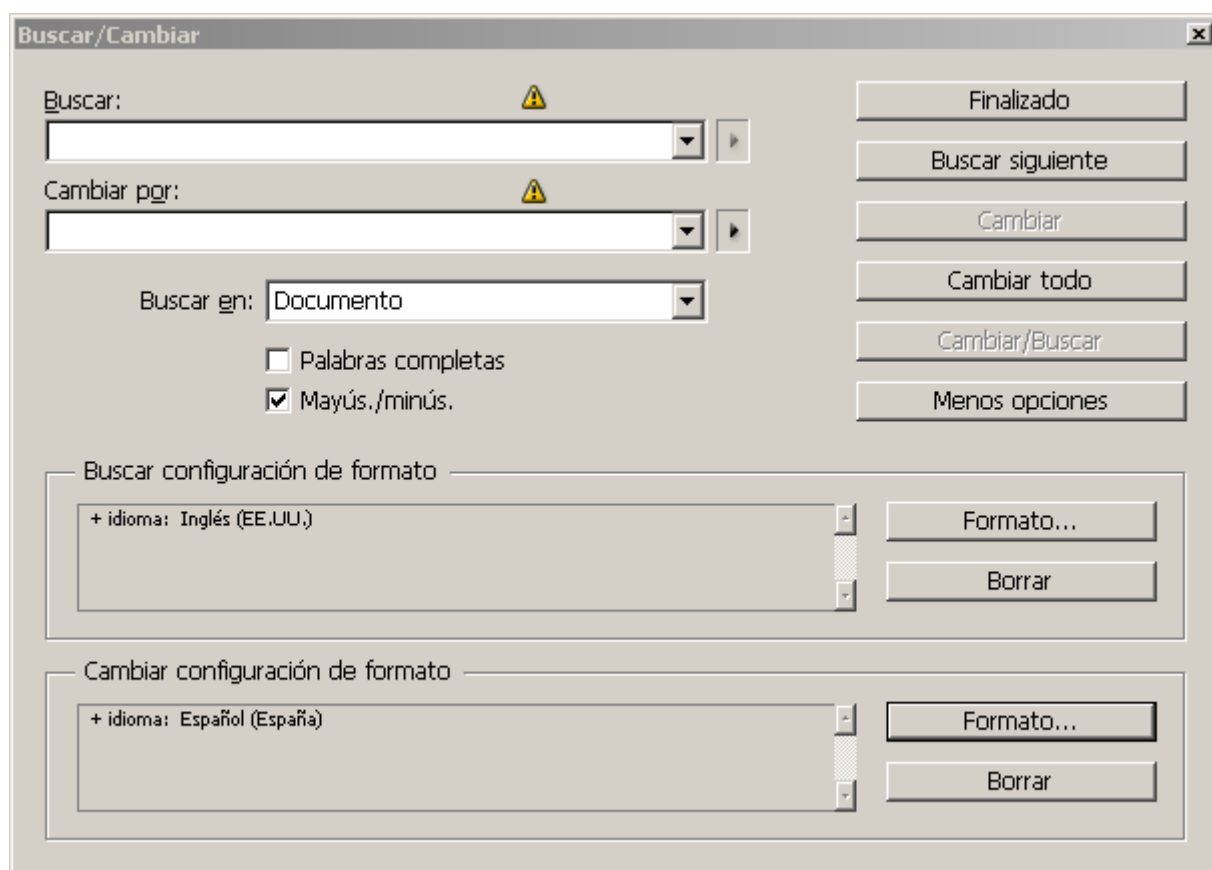 Buscar/Cambiar
Buscar:
Finalizado
Buscar siguiente
Cambiar por:
Cambiar
Buscar en: Documento
Cambiar todo
Palabras completas
Cambiar/Buscar
Mayús./minús.
Menos opciones
Buscar configuración de formato
+ idioma: Inglés (EE.UU.)
Formato...
Borrar
Cambiar configuración de formato
+ idioma: Español (España)
Formato...
Borrar